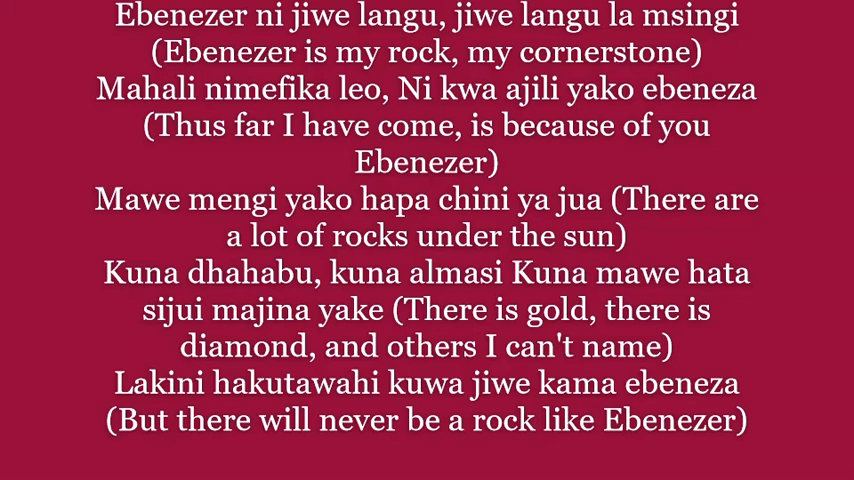 Ebenezer ni jiwe langu, jiwe langu la msingi
(Ebenezer is my rock, my cornerstone)
Mahali nimefika leo, Ni kwa ajili yako ebeneza
(Thus far I have come, is because of you
Ebenezer)
Mawe mengi yako hapa chini ya jua (There are
a lot of rocks under the sun)
Kuna dhahabu, kuna almasi Kuna mawe hata
sijui majina yake (There is gold, there is
diamond, and others I can't name)
Lakini hakutawahi kuwa jiwe kama ebeneza
(But there will never be a rock like Ebenezer)